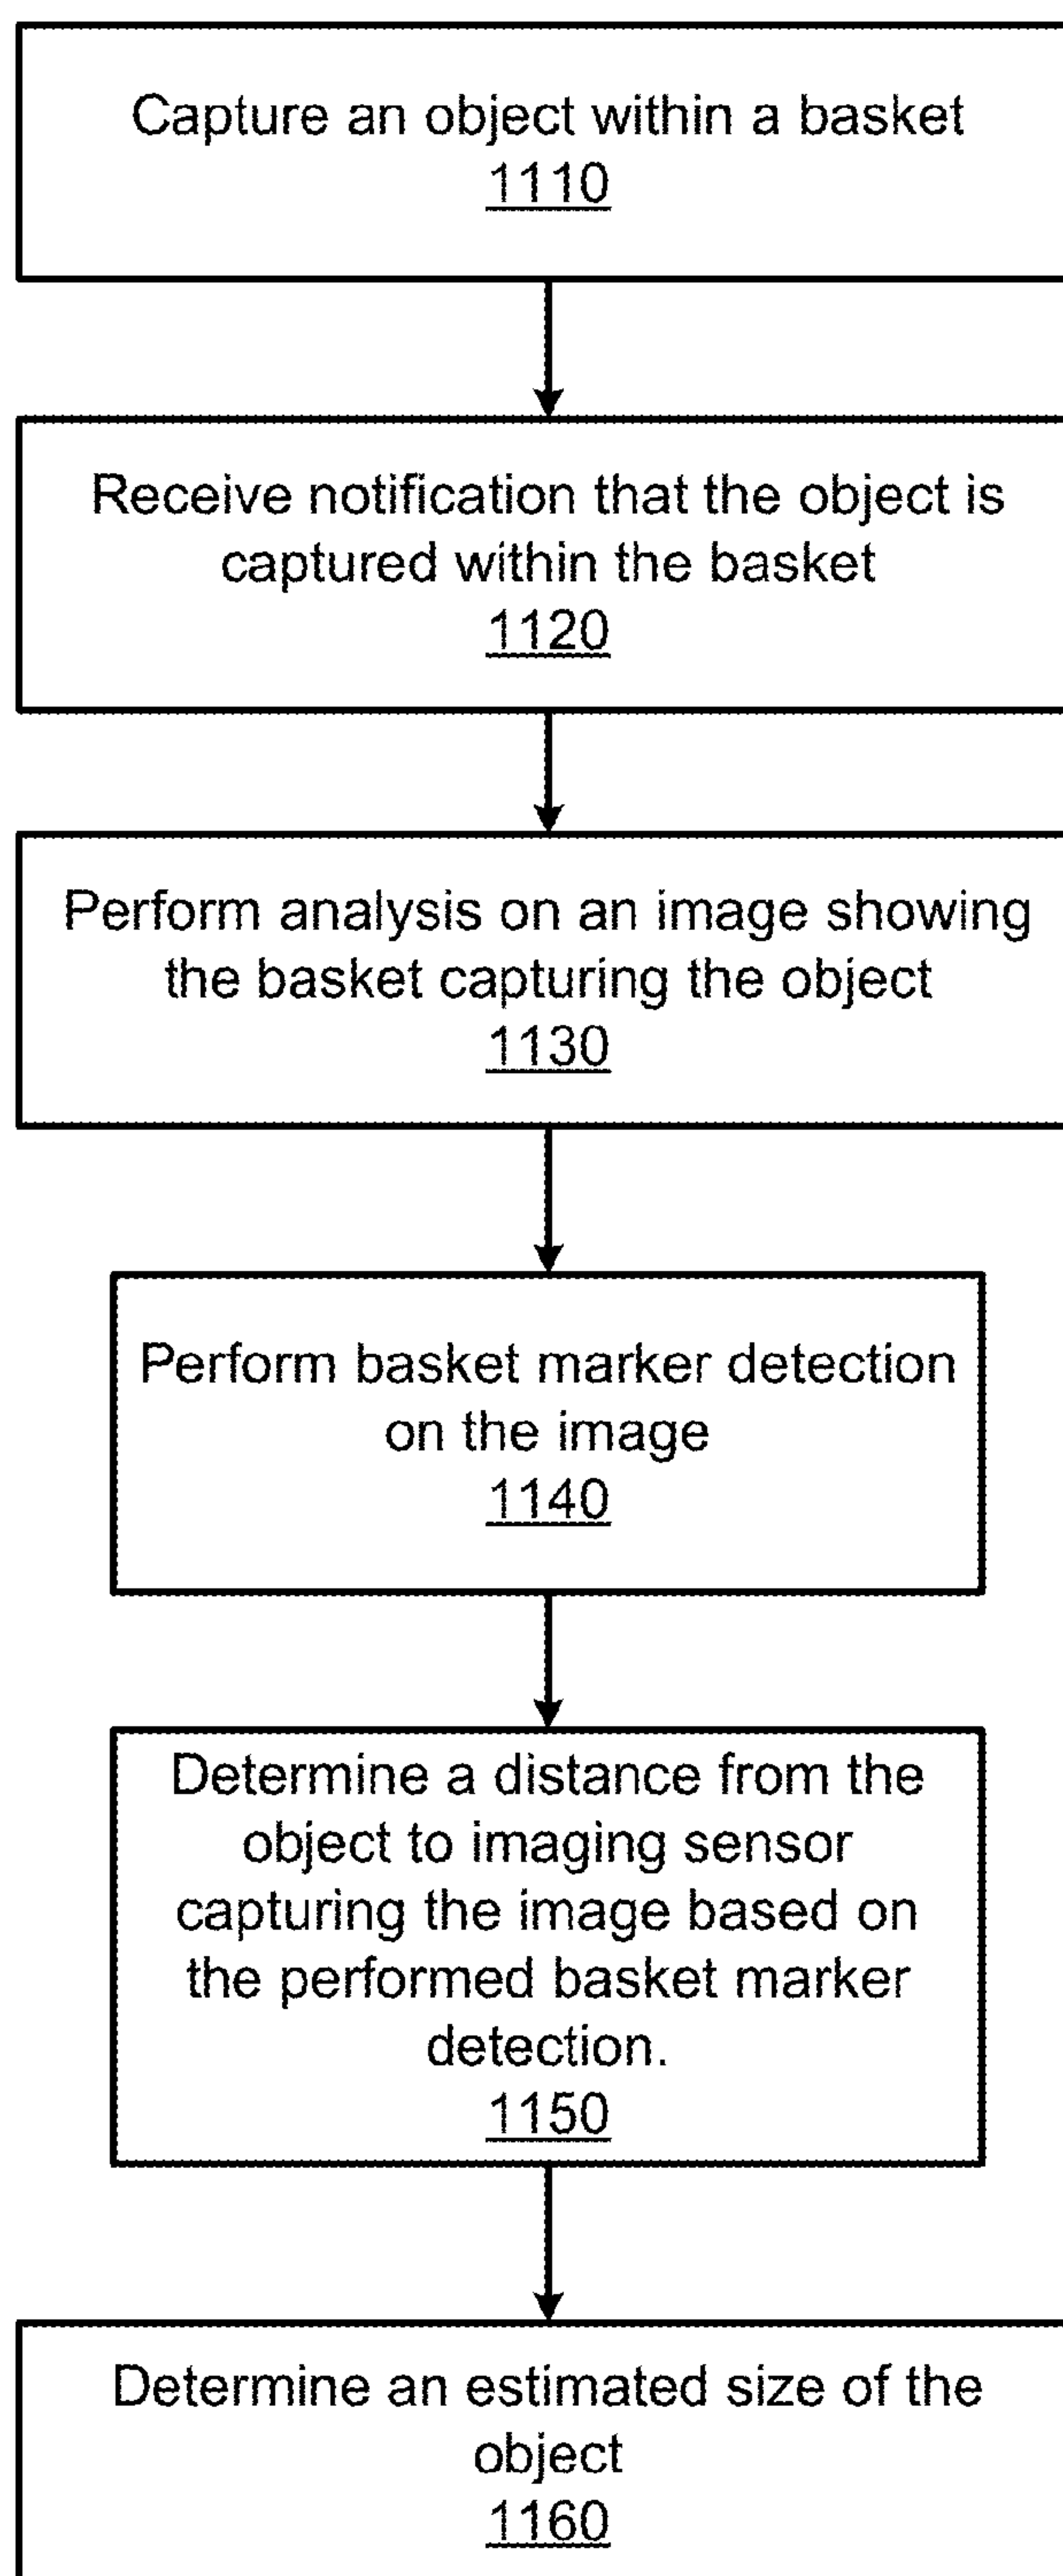 Capture an object within a basket
1110
Receive notification that the object is
captured within the basket
1120
Perform analysis on an image showing
the basket capturing the object
1130
Perform basket marker detection
on the image
1140
Determine a distance from the
object to imaging sensor
capturing the image based on
the performed basket marker
detection.
1150
Determine an estimated size of the
object
1160